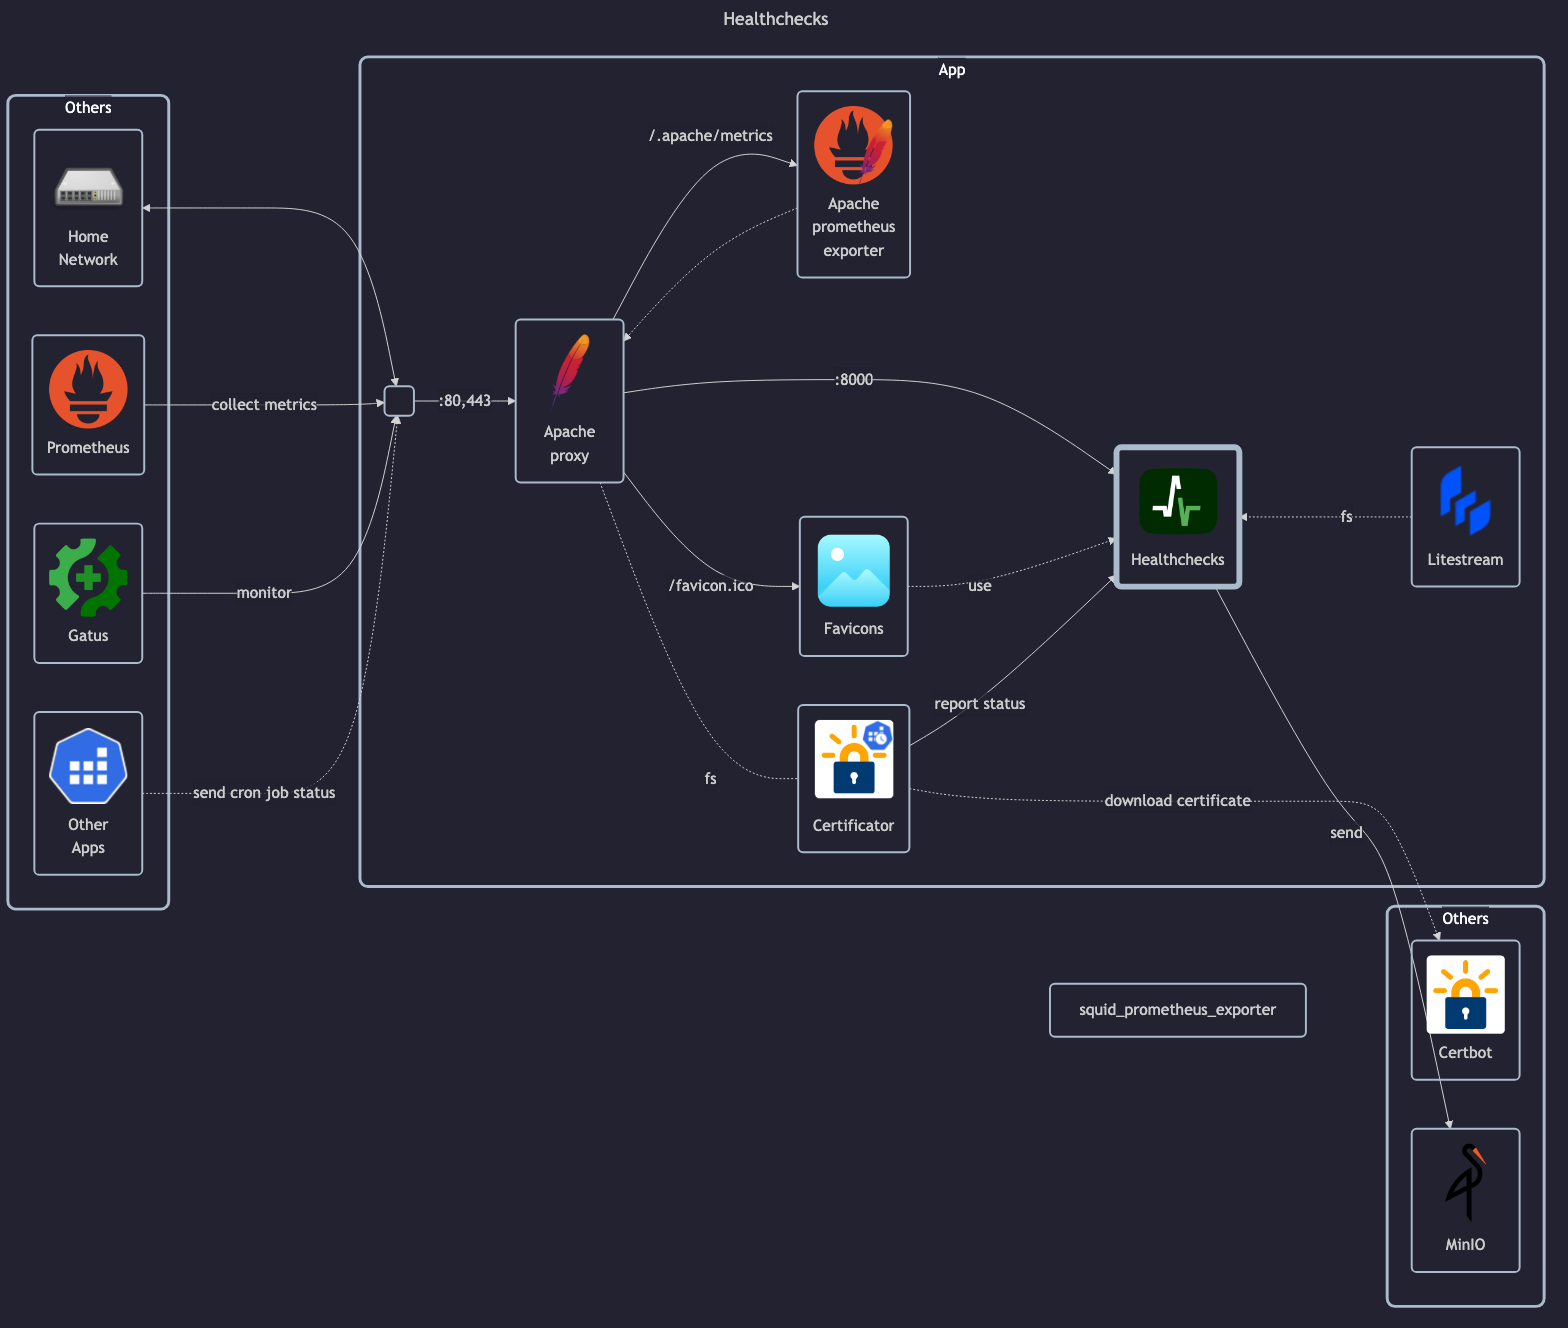 Healthchecks
App
Others
Home
Network
Prometheus
Gatus
Other
Apps
collect metrics
monitor
send cron job status
:80,443
Apache
proxy
/.apache/metrics
Apache
prometheus
exporter
:8000
/favicon.ico
Favicons
use
fs
Certificator
report status
download certificate
Healthchecks
fs
Litestream
send
Others
Certbot
MinIO
squid_prometheus_exporter